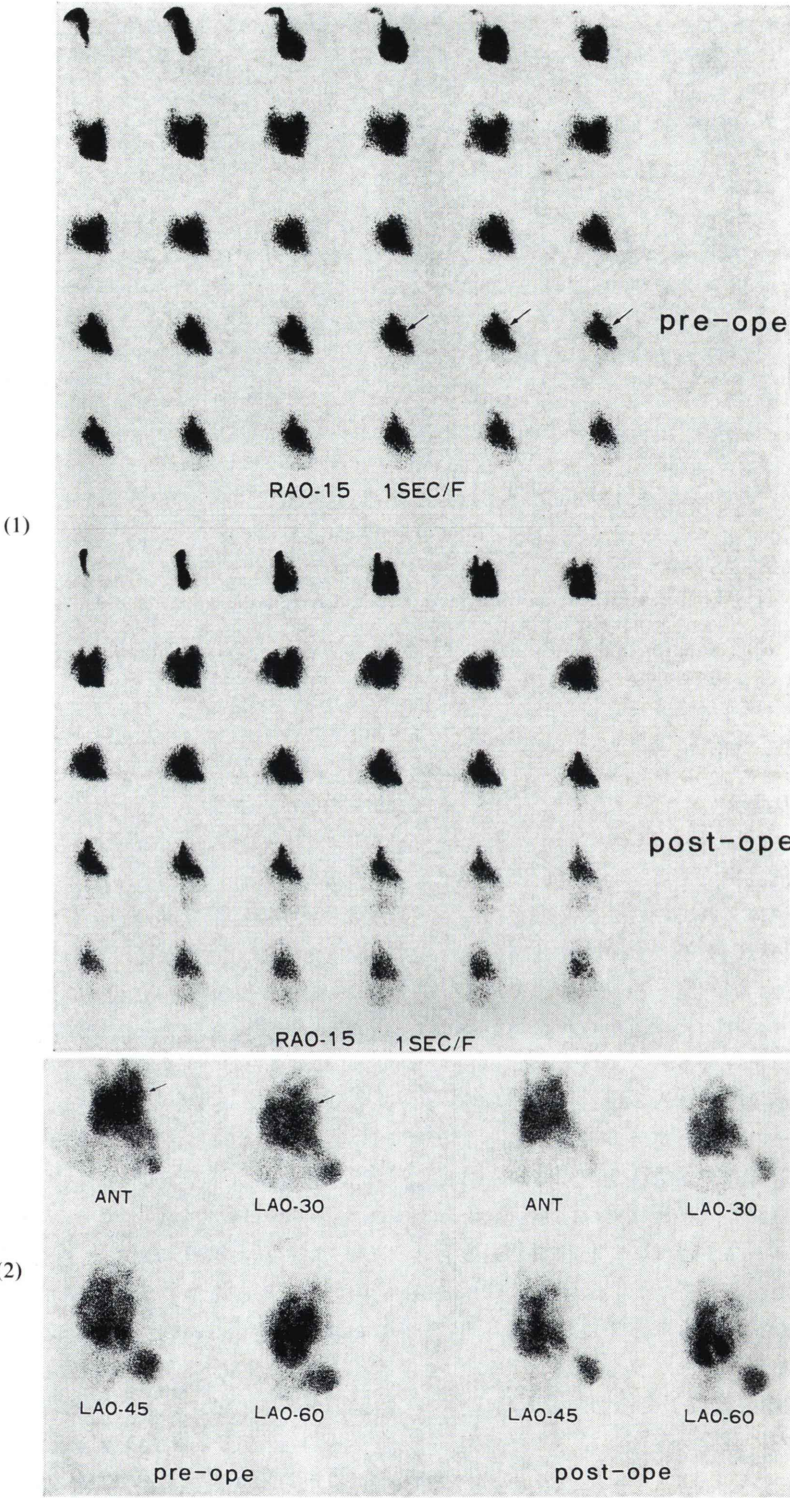 pre-ope
RAO-15 1SEC/F
(1)
post-ope
RAO-15 1SEC/F
ANT
LAO-30
ANT
LAO-30
(2)
LAO-45
LAO-60
LAO-45
LAO-60
pre-ope
post-ope